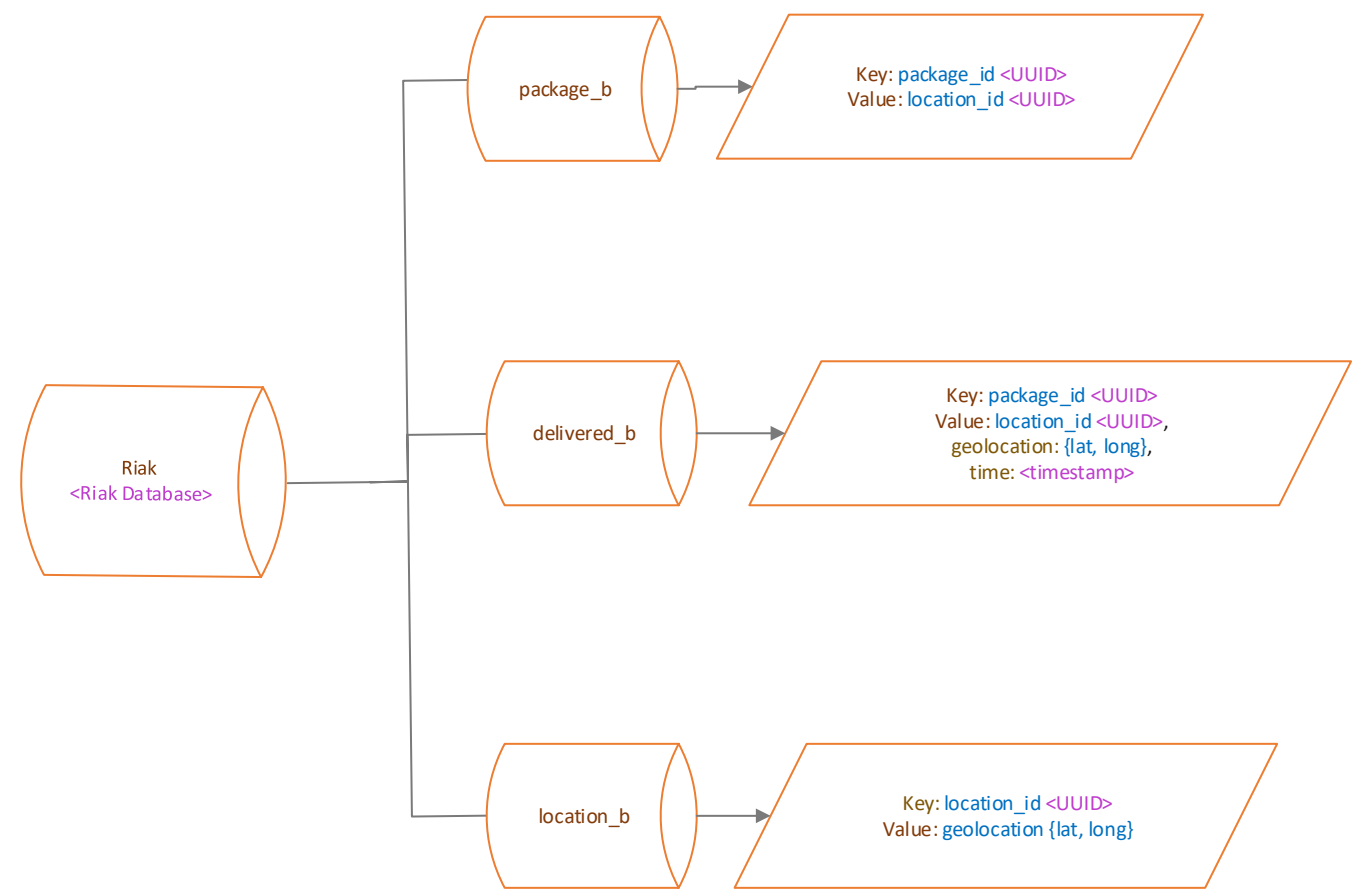 package_b
Key: package_id <UUID>
Value: location_id <UUID>
Riak
<Riak Database>
delivered_b
Key: package_id <UUID>
Value: location_id <UUID>,
geolocation: {lat, long},
time: <timestamp>
location_b
Key: location_id <UUID>
Value: geolocation {lat, long}